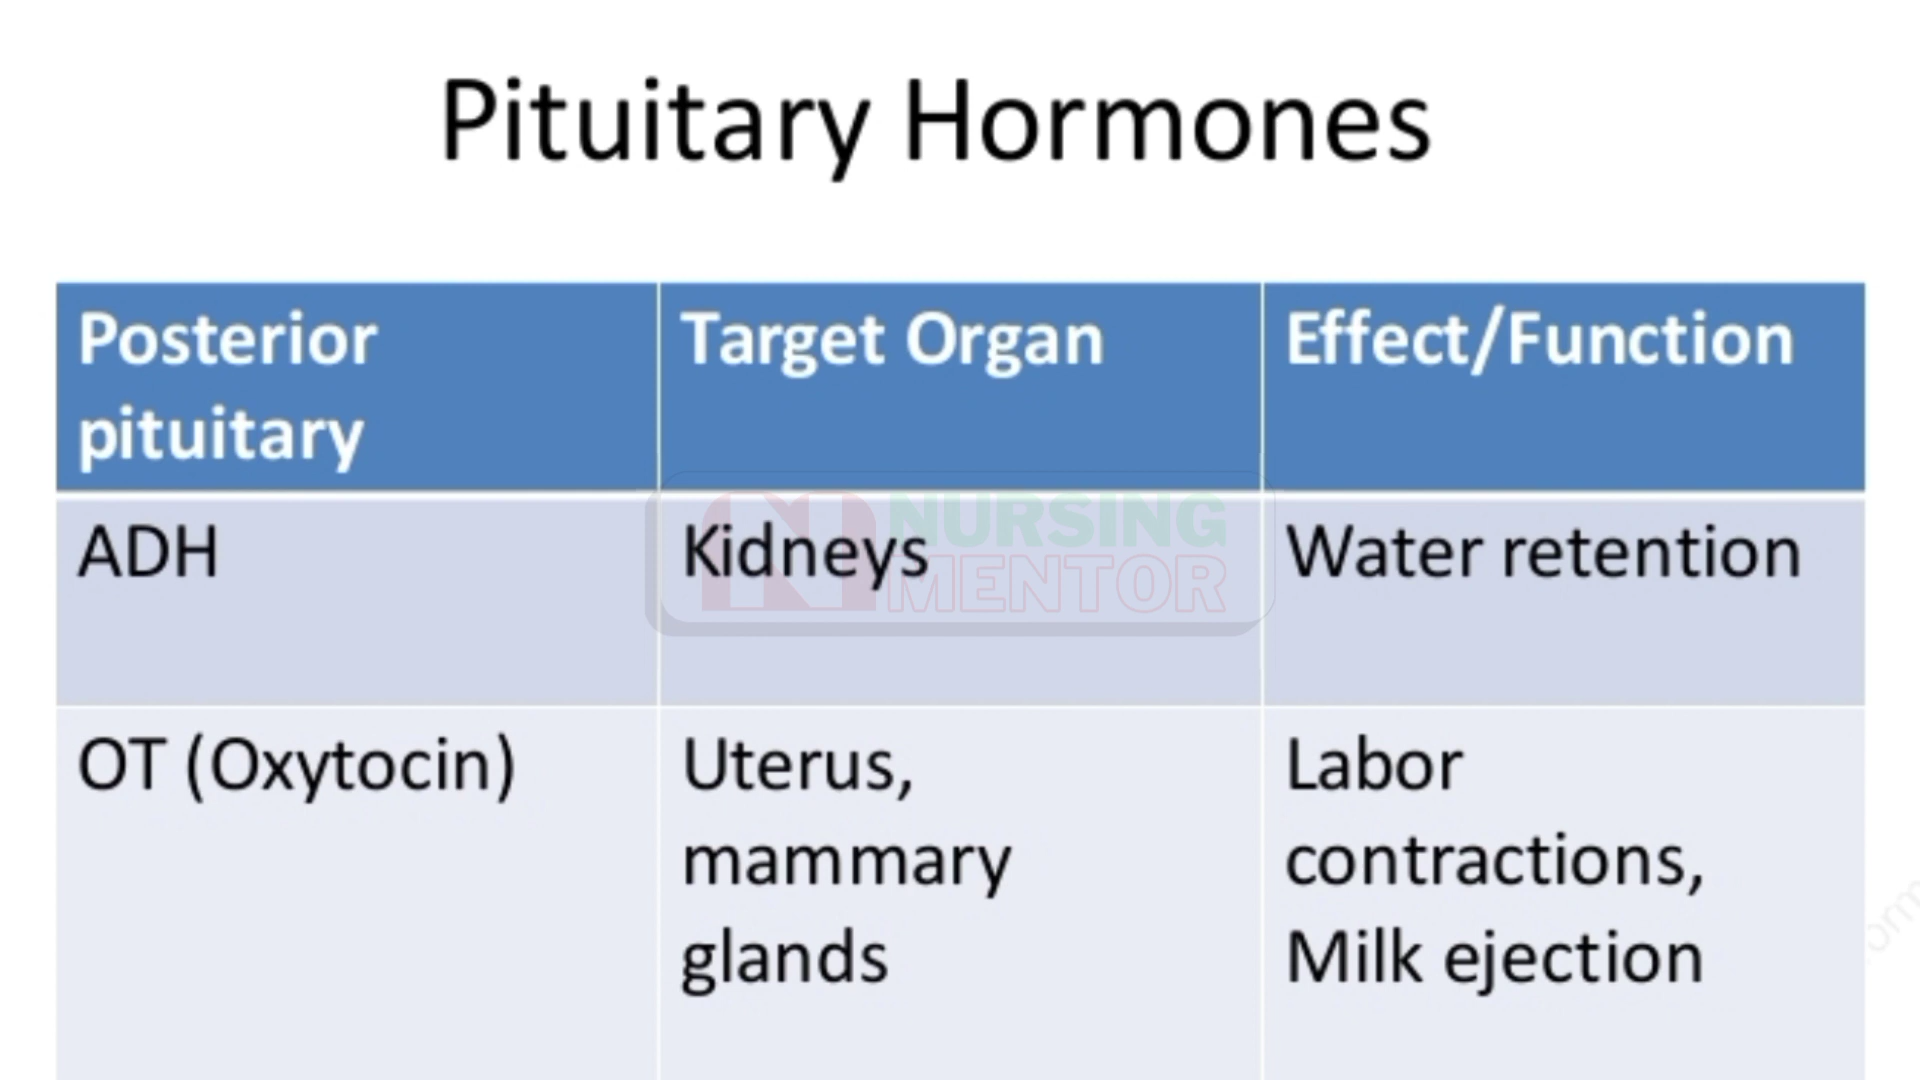 Pituitary Hormones
Posterior
pituitary
Target Organ
Effect/Function
ADH
Kidneys
Water retention
OT (Oxytocin)
Uterus,
mammary
glands
Labor
contractions,
Milk ejection
NURSING
MENTOR